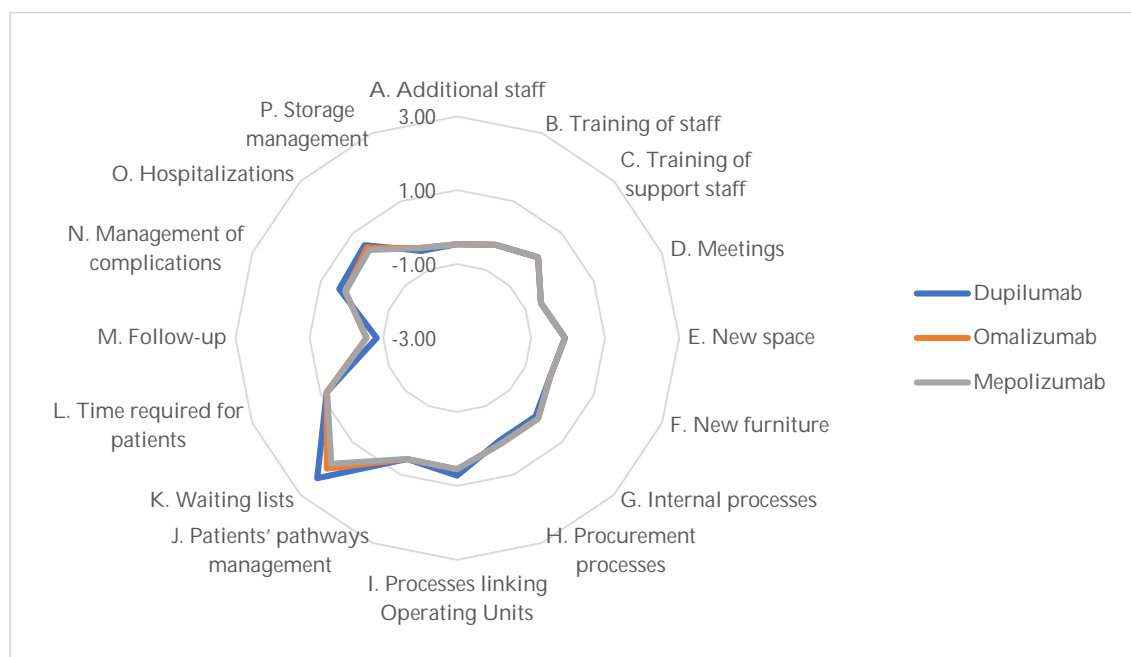 A. Additional staff
3.00
1.00
-1.00
-3.00
B. Training of staff
C. Training of
support staff
D. Meetings
E. New space
F. New furniture
G. Internal processes
H. Procurement
processes
I. Processes linking
Operating Units
J. Patients’ pathways
management
K. Waiting lists
L. Time required for
patients
M. Follow-up
N. Management of
complications
O. Hospitalizations
P. Storage
management
Dupilumab
Omalizumab
Mepolizumab